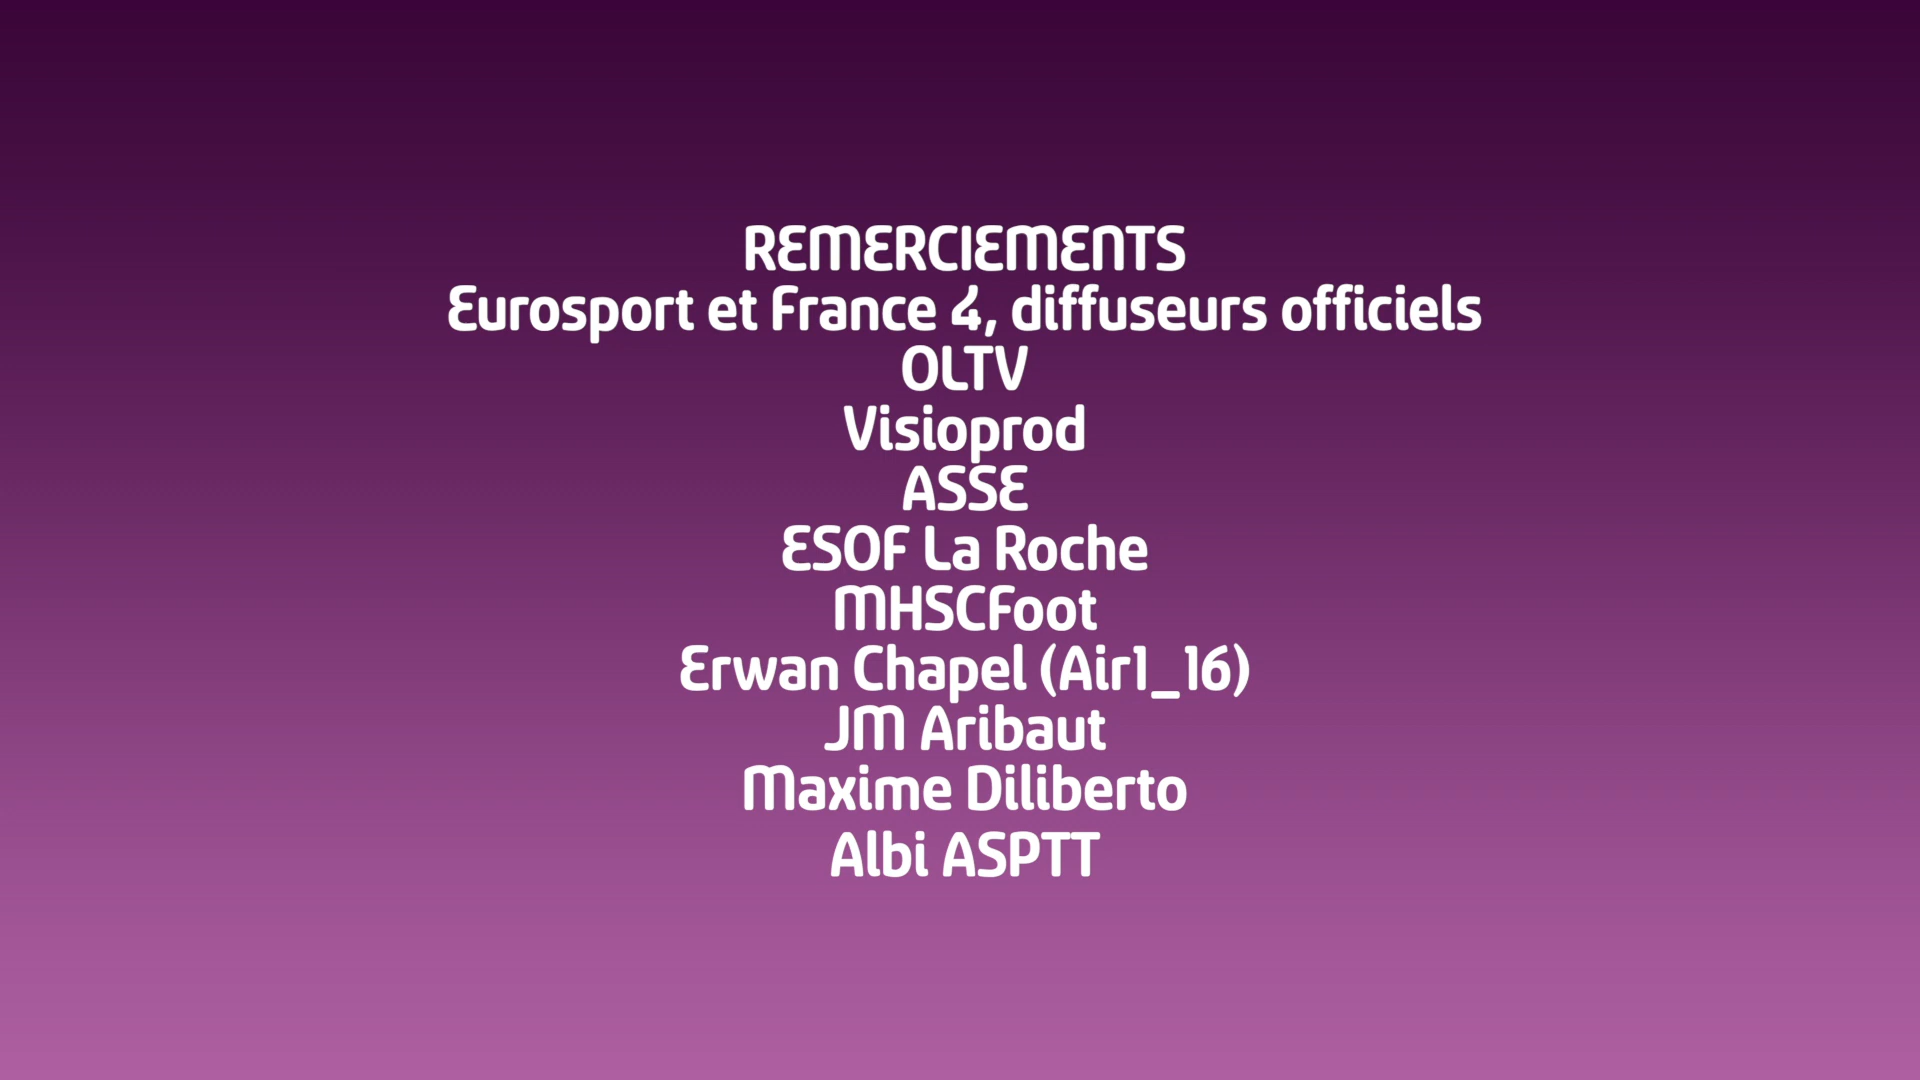 REMERCIEMENTS
Eurosport et France 4, diffuseurs officiels
OLTV
Visioprod
ASSE
ESOF La Roche
MHSCFoot
Erwan Chapel (Air1_16)
JM Aribaut
Maxime Diliberto
Albi ASPTT